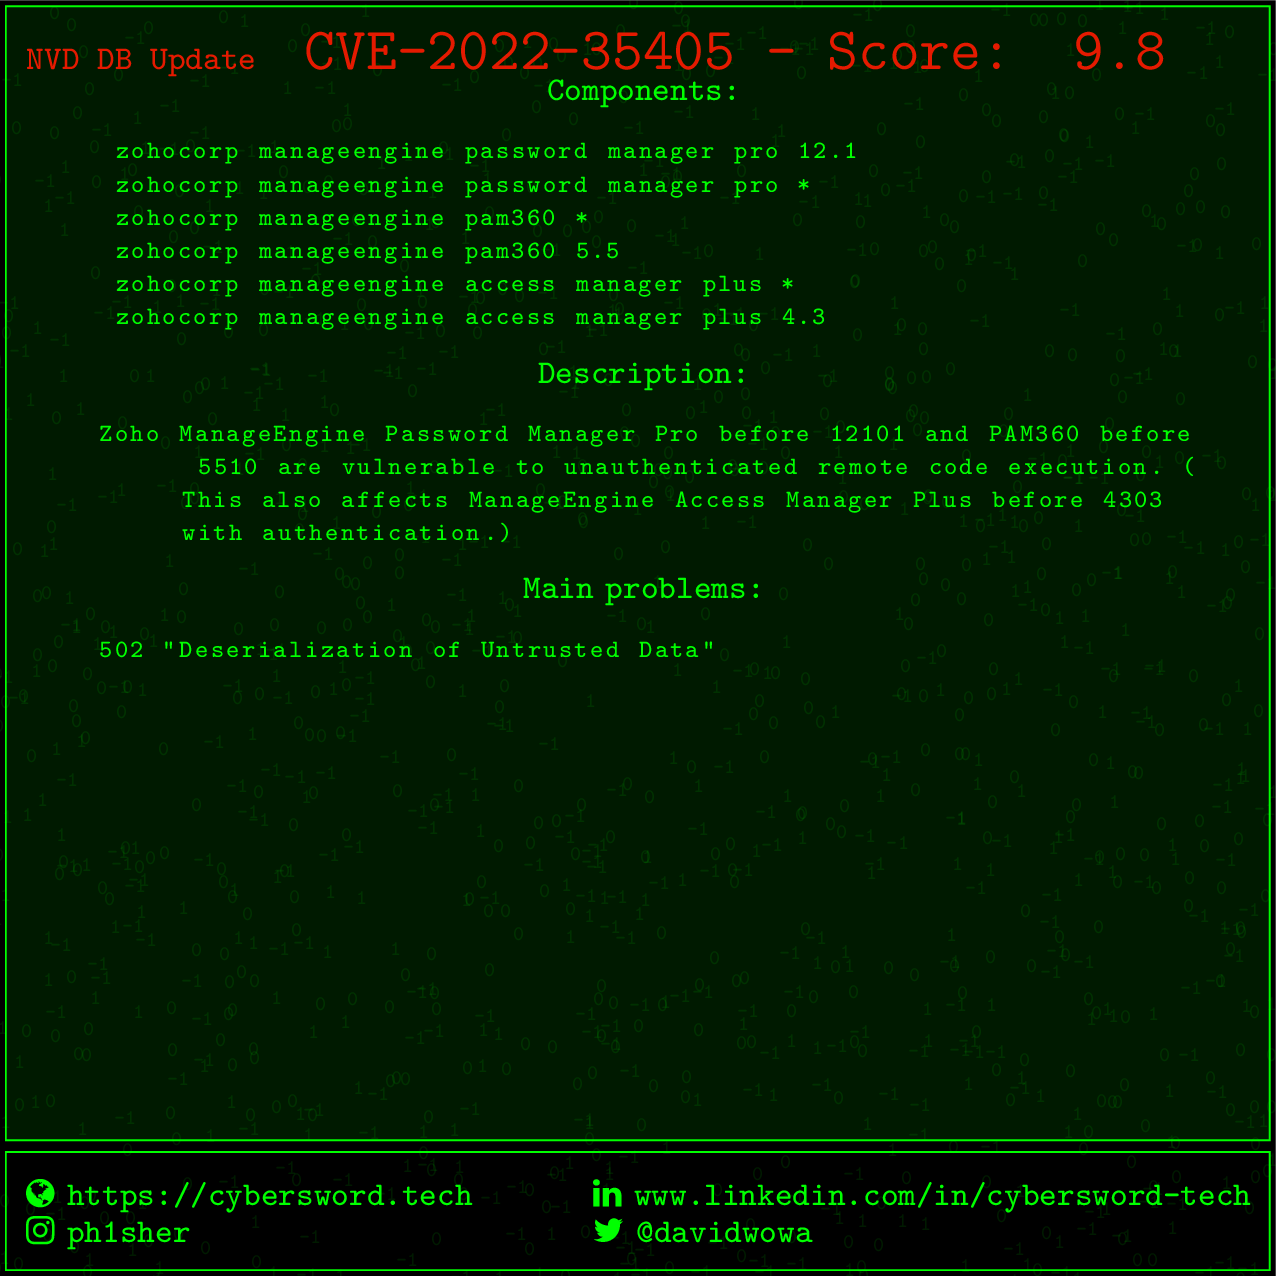 NVD DB Update CVE-2022-35405 - Score: 9.8
Components:
zohocorp manageengine password manager pro 12.1
zohocorp manageengine password manager pro *
zohocorp manageengine pam360 *
zohocorp manageengine pam360 5.5
zohocorp manageengine access manager plus *
zohocorp manageengine access manager plus 4.3
Description:
Zoho ManageEngine Password Manager Pro before 12101 and PAM360 before
5510 are vulnerable to unauthenticated remote code execution. (
This also affects ManageEngine Access Manager Plus before 4303
with authentication.)
Main problems:
502 "Deserialization of Untrusted Data"
https://cybersword.tech www.linkedin.com/in/cybersword-tech
ph1sher @davidwowa